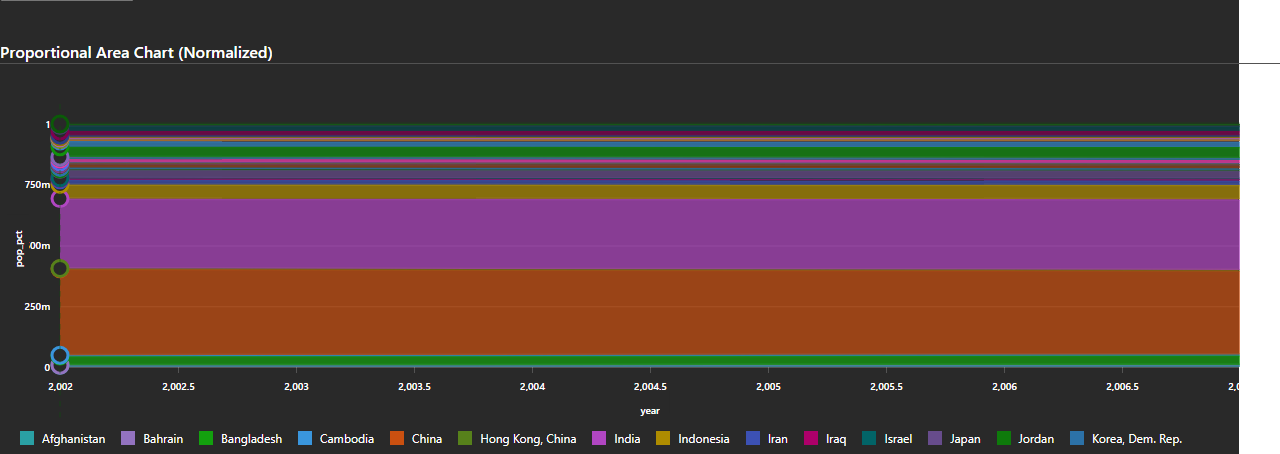 Proportional Area Chart (Normalized)
1
750m
00m
250m
0
pop_pct
2,002 2,002.5 2,003 2,003.5 2,004 2,004.5 2,005 2,005.5 2,006 2,006.5 2,0
year
Afghanistan Bahrain Bangladesh Cambodia China Hong Kong, China India Indonesia Iran Iraq Israel Japan Jordan Korea, Dem. Rep.